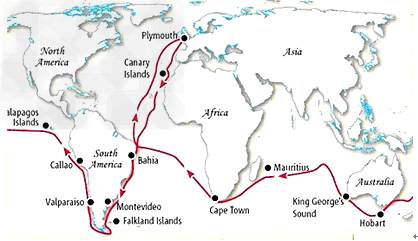 Plymouth
North
America
Asia
Canary
Islands
Africa
alapagos
Islands
South
America
Bahia
Callao
Mauritius
Australia
Valparaiso
Montevideo
Falkland Islands
Cape Town
King George's
Sound
Hobart